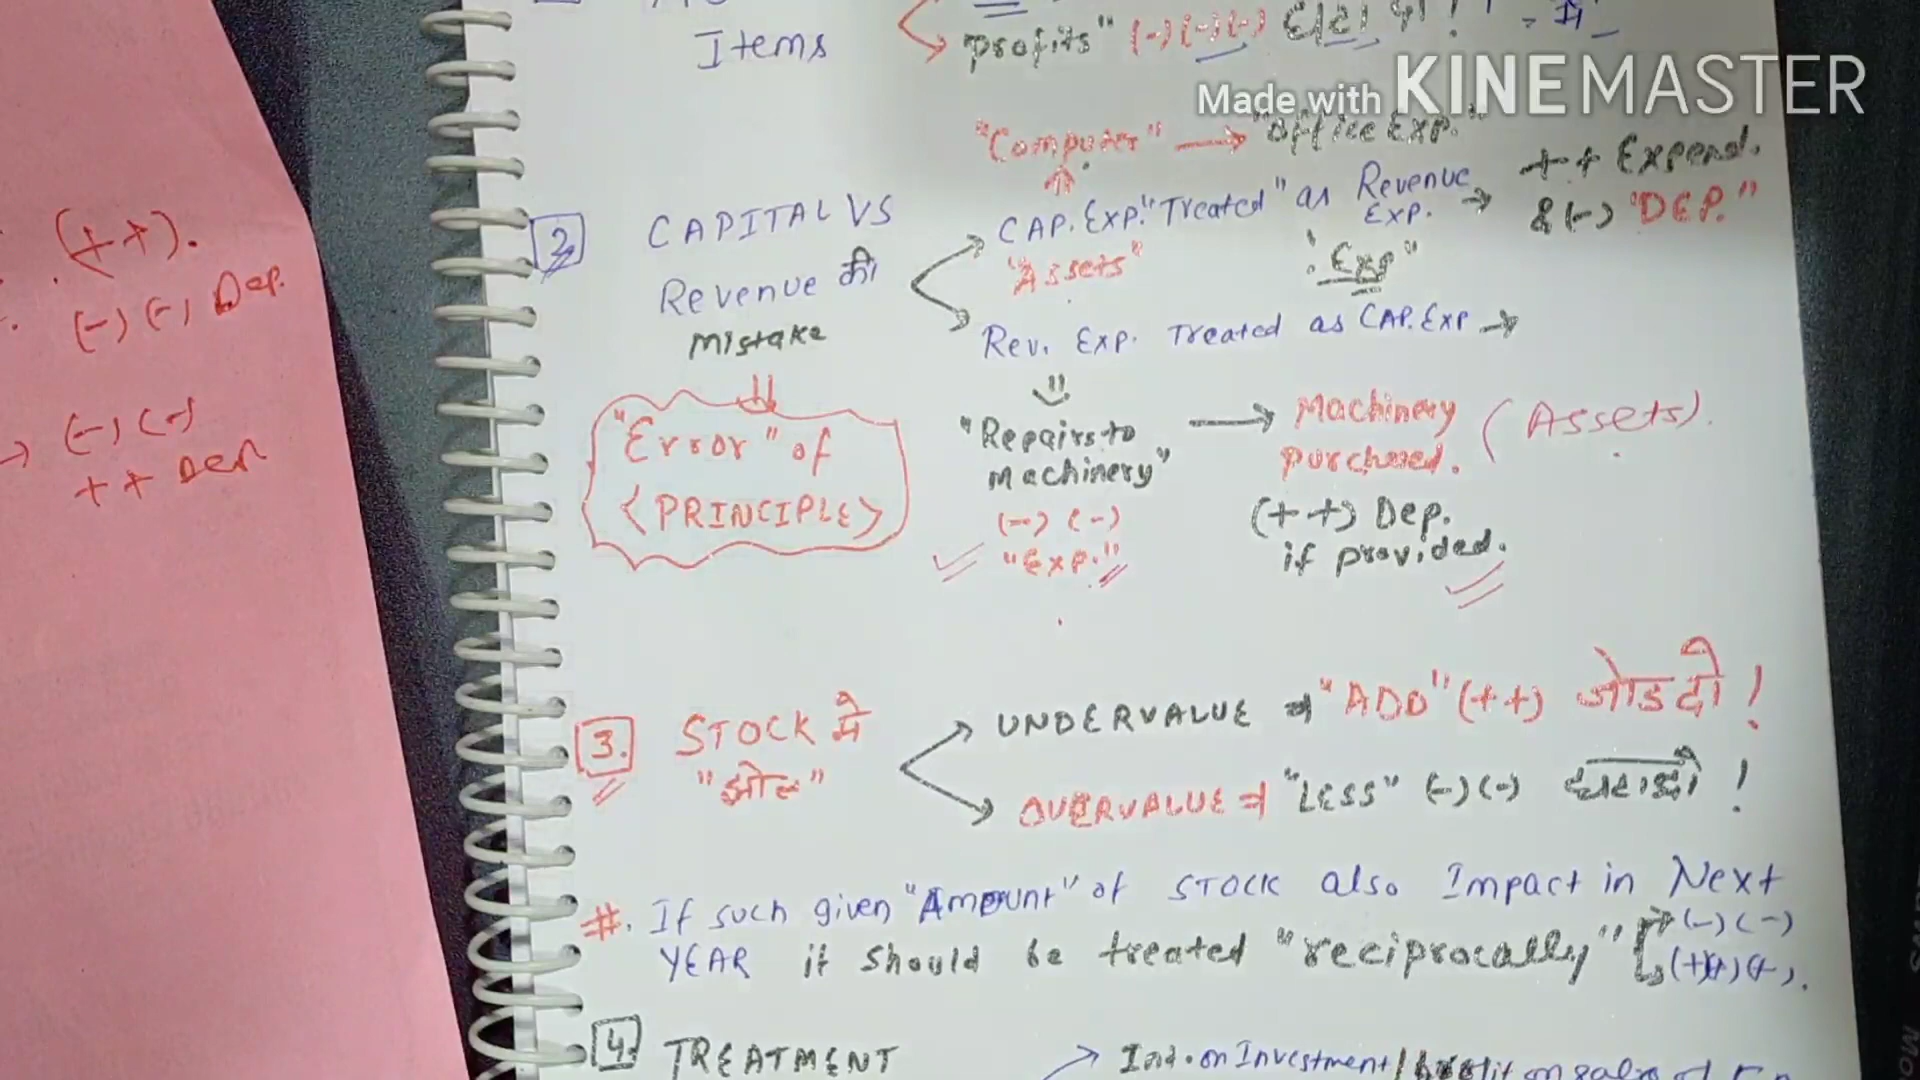 Items
profits" (-)(-)(-)
Made with KINEMASTER
"Computer" → "Office Exp."
++ Expend.
& (-) "DEP."
2 CAPITAL VS
Revenue की
Mistake
CAP. EXP. "Treated" as Revenue Exp. →
"Assets" "Exp"
Rev. Exp. Treated as CAP. EXP →
"Error" of
<PRINCIPLE>
"Repairs to Machinery" → Machinery purchased. (Assets).
(-) (-)
"Exp."
(++) Dep.
if provided.
(++).
(-) (-) Dep.
→ (-) (-)
++ Dep.
3. STOCK में
"झोल"
UNDERVALUE ⇒ "ADD" (++) जोड़ दो !
OVERVALUE ⇒ "LESS" (-) (-) !
#. If such given "Amount" of STOCK also Impact in Next
YEAR it should be treated "reciprocally" (-) (-)
4. TREATMENT
→ Int. on Investment/